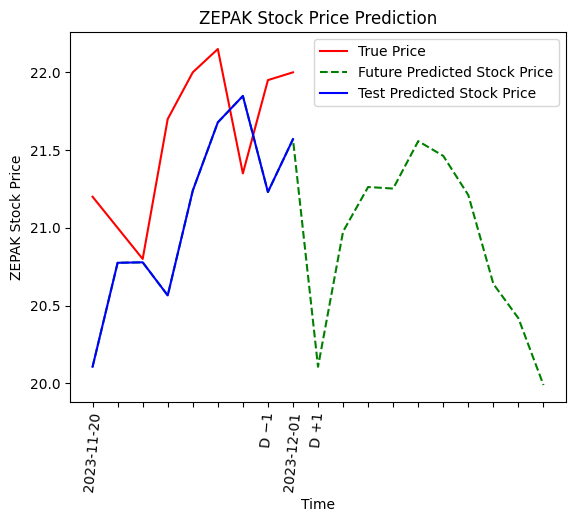 ZEPAK Stock Price Prediction
True Price
Future Predicted Stock Price
Test Predicted Stock Price
ZEPAK Stock Price
22.0
21.5
21.0
20.5
20.0
2023-11-20
D −1
2023-12-01
D +1
Time